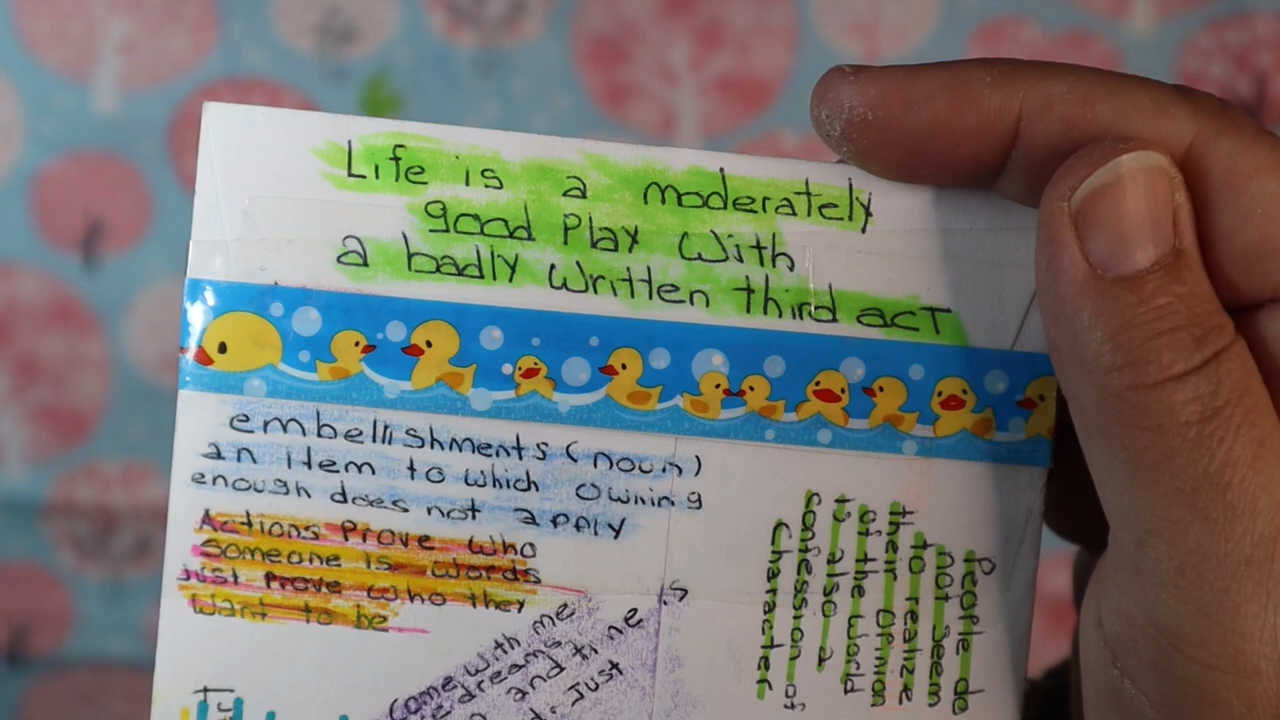 Life is a moderately
good Play With
a badly written third act
embellishments (noun)
an item to which owning
enough does not apply
Actions Prove who
someone is words
just Prove who they
want to be
People do
not seem
to realize
their opinion
of the world
is also a
confession of
character
come with me
dreams
and time is
just